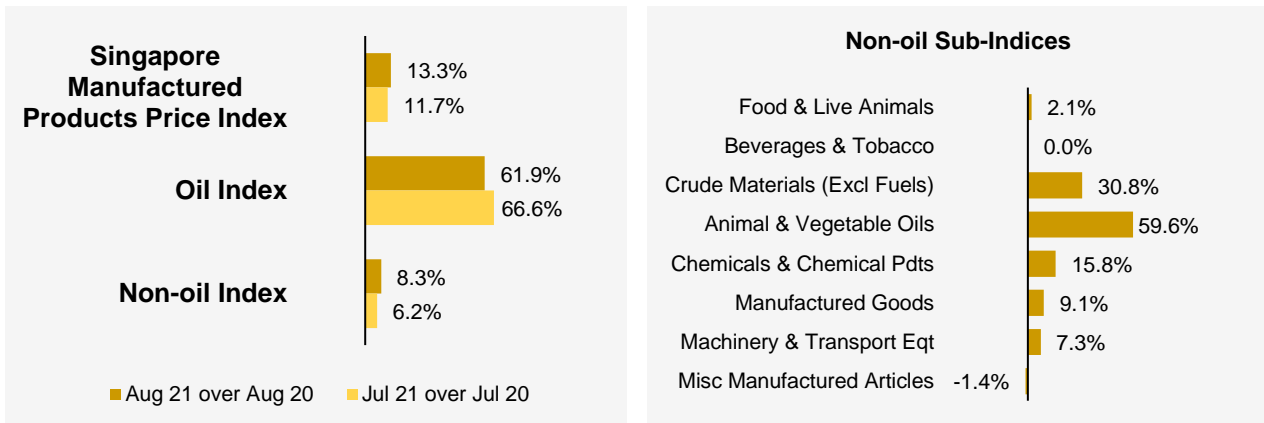 Singapore
Manufactured
Products Price Index
13.3%
11.7%
Oil Index
61.9%
66.6%
Non-oil Index
8.3%
6.2%
Aug 21 over Aug 20 Jul 21 over Jul 20
Non-oil Sub-Indices
Food & Live Animals 2.1%
Beverages & Tobacco 0.0%
Crude Materials (Excl Fuels) 30.8%
Animal & Vegetable Oils 59.6%
Chemicals & Chemical Pdts 15.8%
Manufactured Goods 9.1%
Machinery & Transport Eqt 7.3%
Misc Manufactured Articles -1.4%